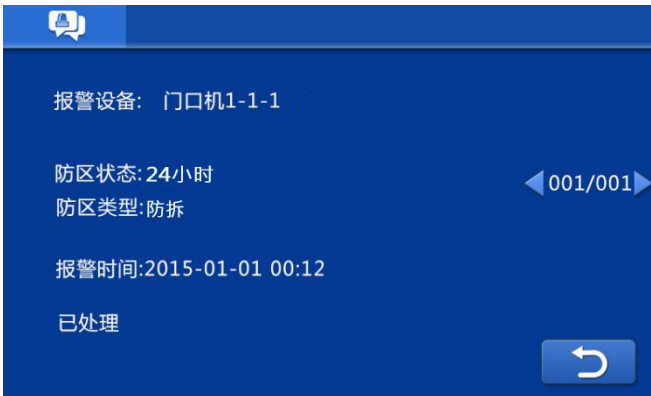 报警设备: 门口机1-1-1
防区状态:24小时
001/001
防区类型:防拆
报警时间:2015-01-01 00:12
已处理